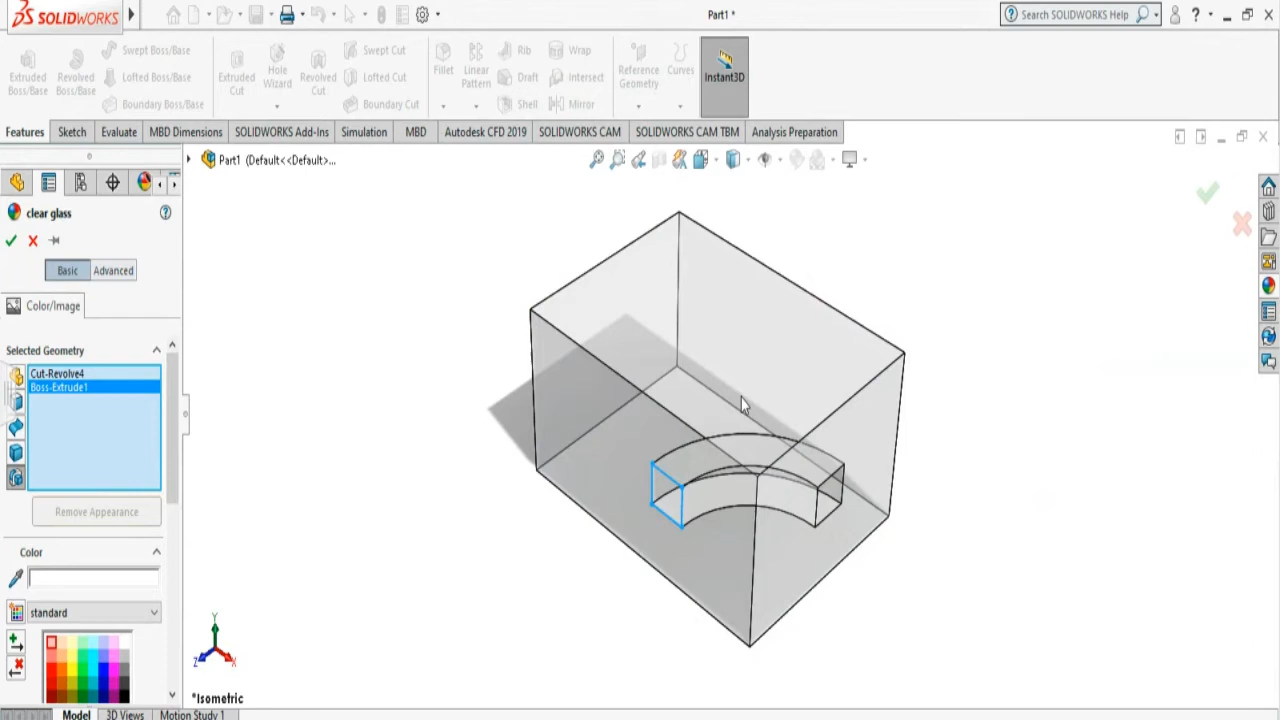 SOLIDWORKS
Part1 *
Search SOLIDWORKS Help
?
Extruded Boss/Base
Revolved Boss/Base
Swept Boss/Base
Lofted Boss/Base
Boundary Boss/Base
Extruded Cut
Hole Wizard
Revolved Cut
Swept Cut
Lofted Cut
Boundary Cut
Fillet
Linear Pattern
Rib
Draft
Shell
Wrap
Intersect
Mirror
Reference Geometry
Curves
Instant3D
Features
Sketch
Evaluate
MBD Dimensions
SOLIDWORKS Add-Ins
Simulation
MBD
Autodesk CFD 2019
SOLIDWORKS CAM
SOLIDWORKS CAM TBM
Analysis Preparation
Part1 (Default<<Default>...
clear glass
?
Basic
Advanced
Color/Image
Selected Geometry
Cut-Revolve4
Boss-Extrude1
Remove Appearance
Color
standard
Y
Z
X
*Isometric
Model
3D Views
Motion Study 1